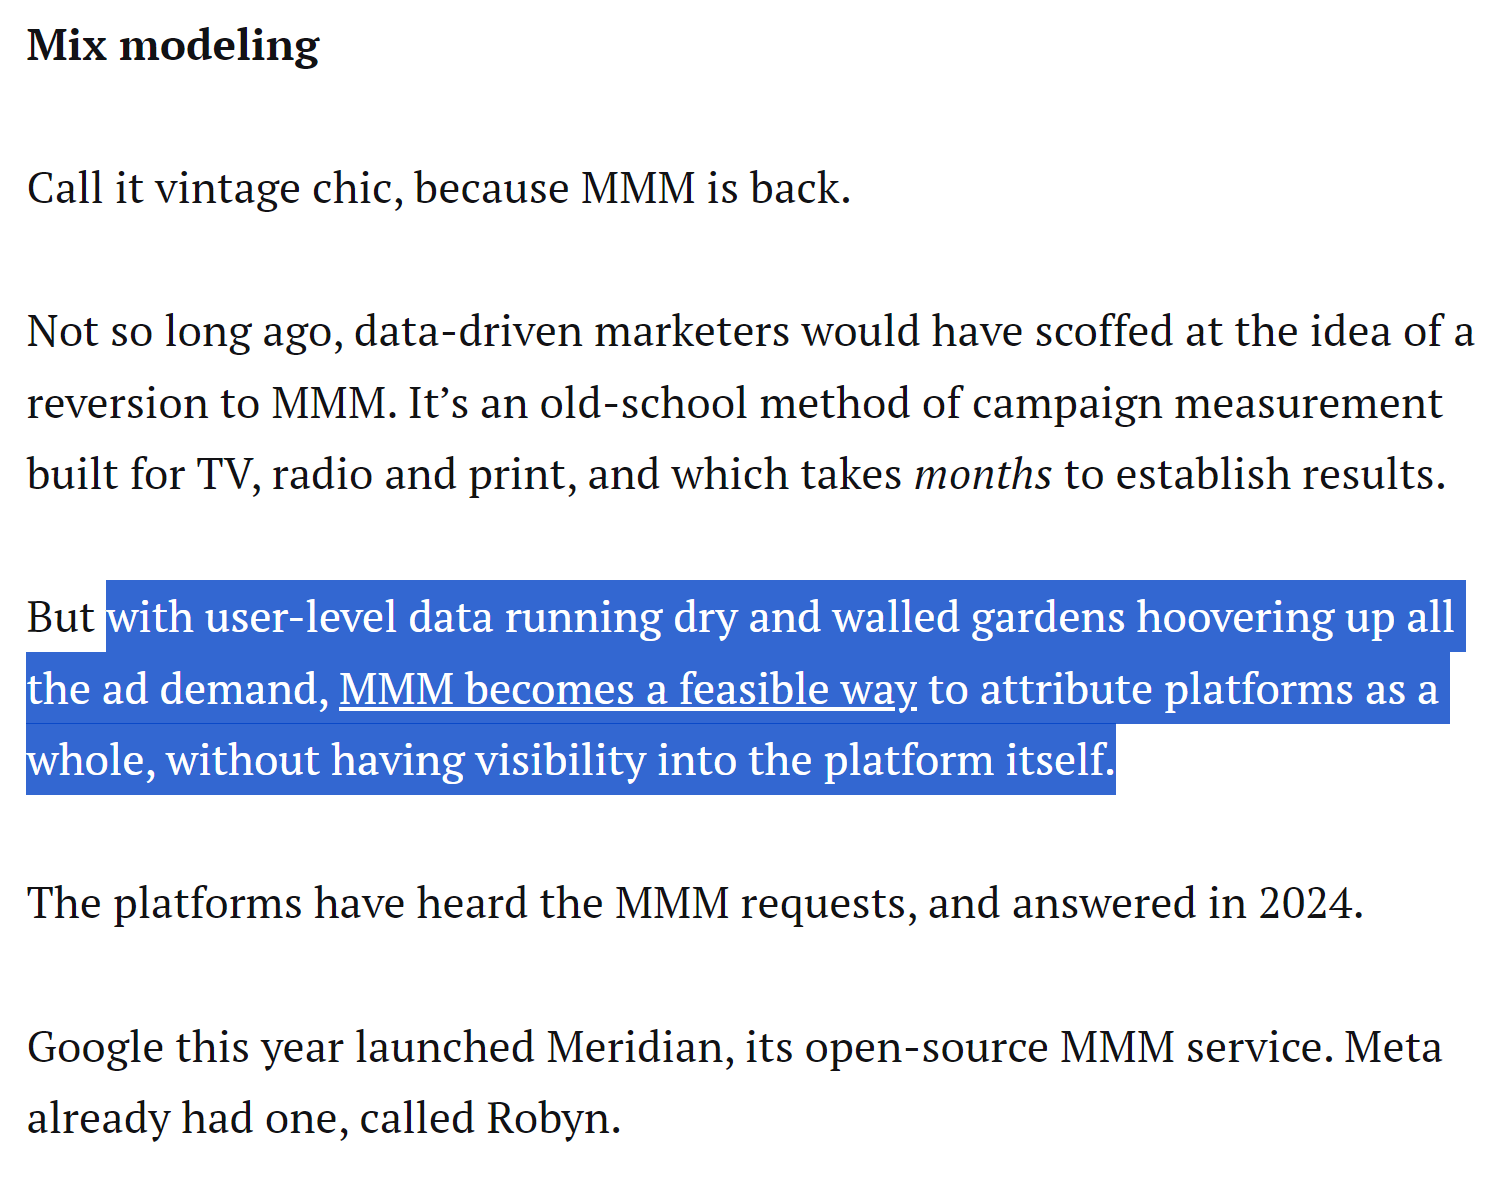 Mix modeling
Call it vintage chic, because MMM is back.
Not so long ago, data-driven marketers would have scoffed at the idea of a
reversion to MMM. It’s an old-school method of campaign measurement
built for TV, radio and print, and which takes months to establish results.
But with user-level data running dry and walled gardens hoovering up all
the ad demand, MMM becomes a feasible way to attribute platforms as a
whole, without having visibility into the platform itself.
The platforms have heard the MMM requests, and answered in 2024.
Google this year launched Meridian, its open-source MMM service. Meta
already had one, called Robyn.